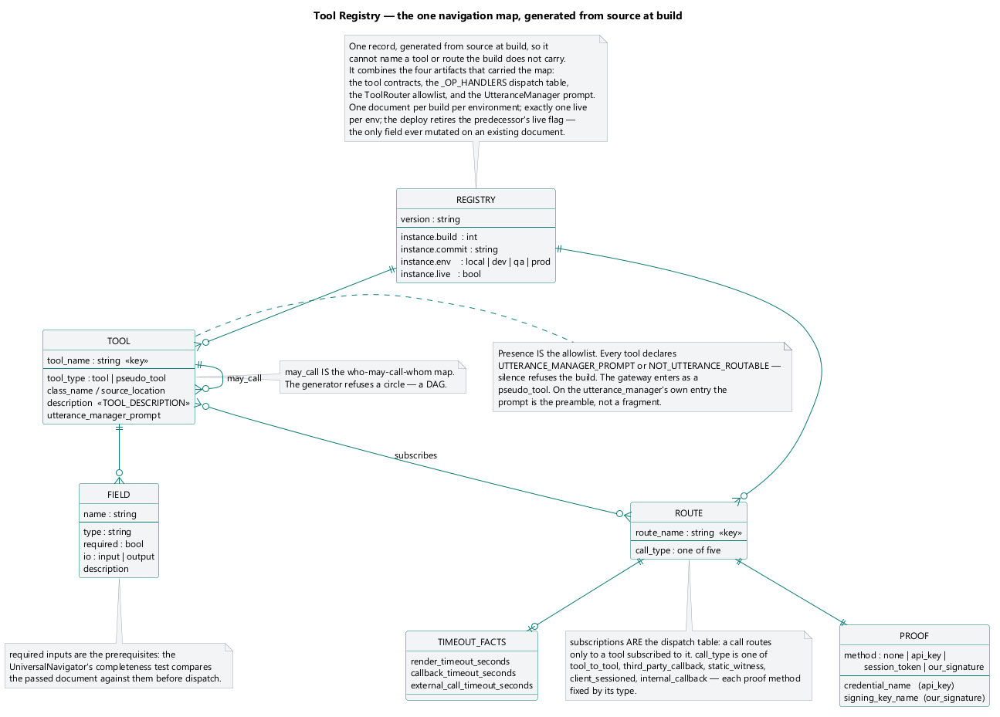 Tool Registry — the one navigation map, generated from source at build
One record, generated from source at build, so it
cannot name a tool or route the build does not carry.
It combines the four artifacts that carried the map:
the tool contracts, the _OP_HANDLERS dispatch table,
the ToolRouter allowlist, and the UtteranceManager prompt.
One document per build per environment; exactly one live
per env; the deploy retires the predecessor's live flag —
the only field ever mutated on an existing document.
REGISTRY
version : string
instance.build : int
instance.commit : string
instance.env : local | dev | qa | prod
instance.live : bool
TOOL
tool_name : string «key»
tool_type : tool | pseudo_tool
class_name / source_location
description «TOOL_DESCRIPTION»
utterance_manager_prompt
may_call
may_call IS the who-may-call-whom map.
The generator refuses a circle — a DAG.
Presence IS the allowlist. Every tool declares
UTTERANCE_MANAGER_PROMPT or NOT_UTTERANCE_ROUTABLE —
silence refuses the build. The gateway enters as a
pseudo_tool. On the utterance_manager's own entry the
prompt is the preamble, not a fragment.
subscribes
FIELD
name : string
type : string
required : bool
io : input | output
description
ROUTE
route_name : string «key»
call_type : one of five
required inputs are the prerequisites: the
UniversalNavigator's completeness test compares
the passed document against them before dispatch.
TIMEOUT_FACTS
render_timeout_seconds
callback_timeout_seconds
external_call_timeout_seconds
subscriptions ARE the dispatch table: a call routes
only to a tool subscribed to it. call_type is one of
tool_to_tool, third_party_callback, static_witness,
client_sessioned, internal_callback — each proof method
fixed by its type.
PROOF
method : none | api_key |
session_token | our_signature
credential_name (api_key)
signing_key_name (our_signature)